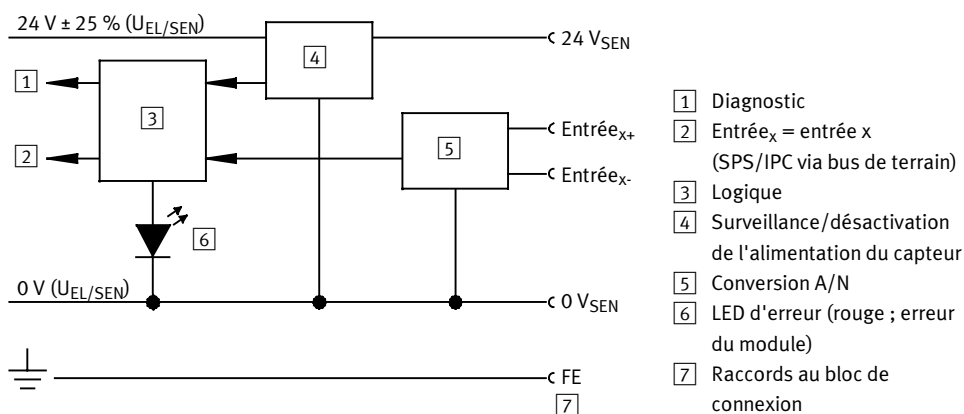 24 V ± 25 % (U_EL/SEN)
24 V_SEN
4
1
3
Entrée_x+
2
5
Entrée_x-
6
0 V (U_EL/SEN)
0 V_SEN
FE
7
1 Diagnostic
2 Entrée_x = entrée x
(SPS/IPC via bus de terrain)
3 Logique
4 Surveillance/désactivation
de l'alimentation du capteur
5 Conversion A/N
6 LED d'erreur (rouge ; erreur
du module)
7 Raccords au bloc de
connexion